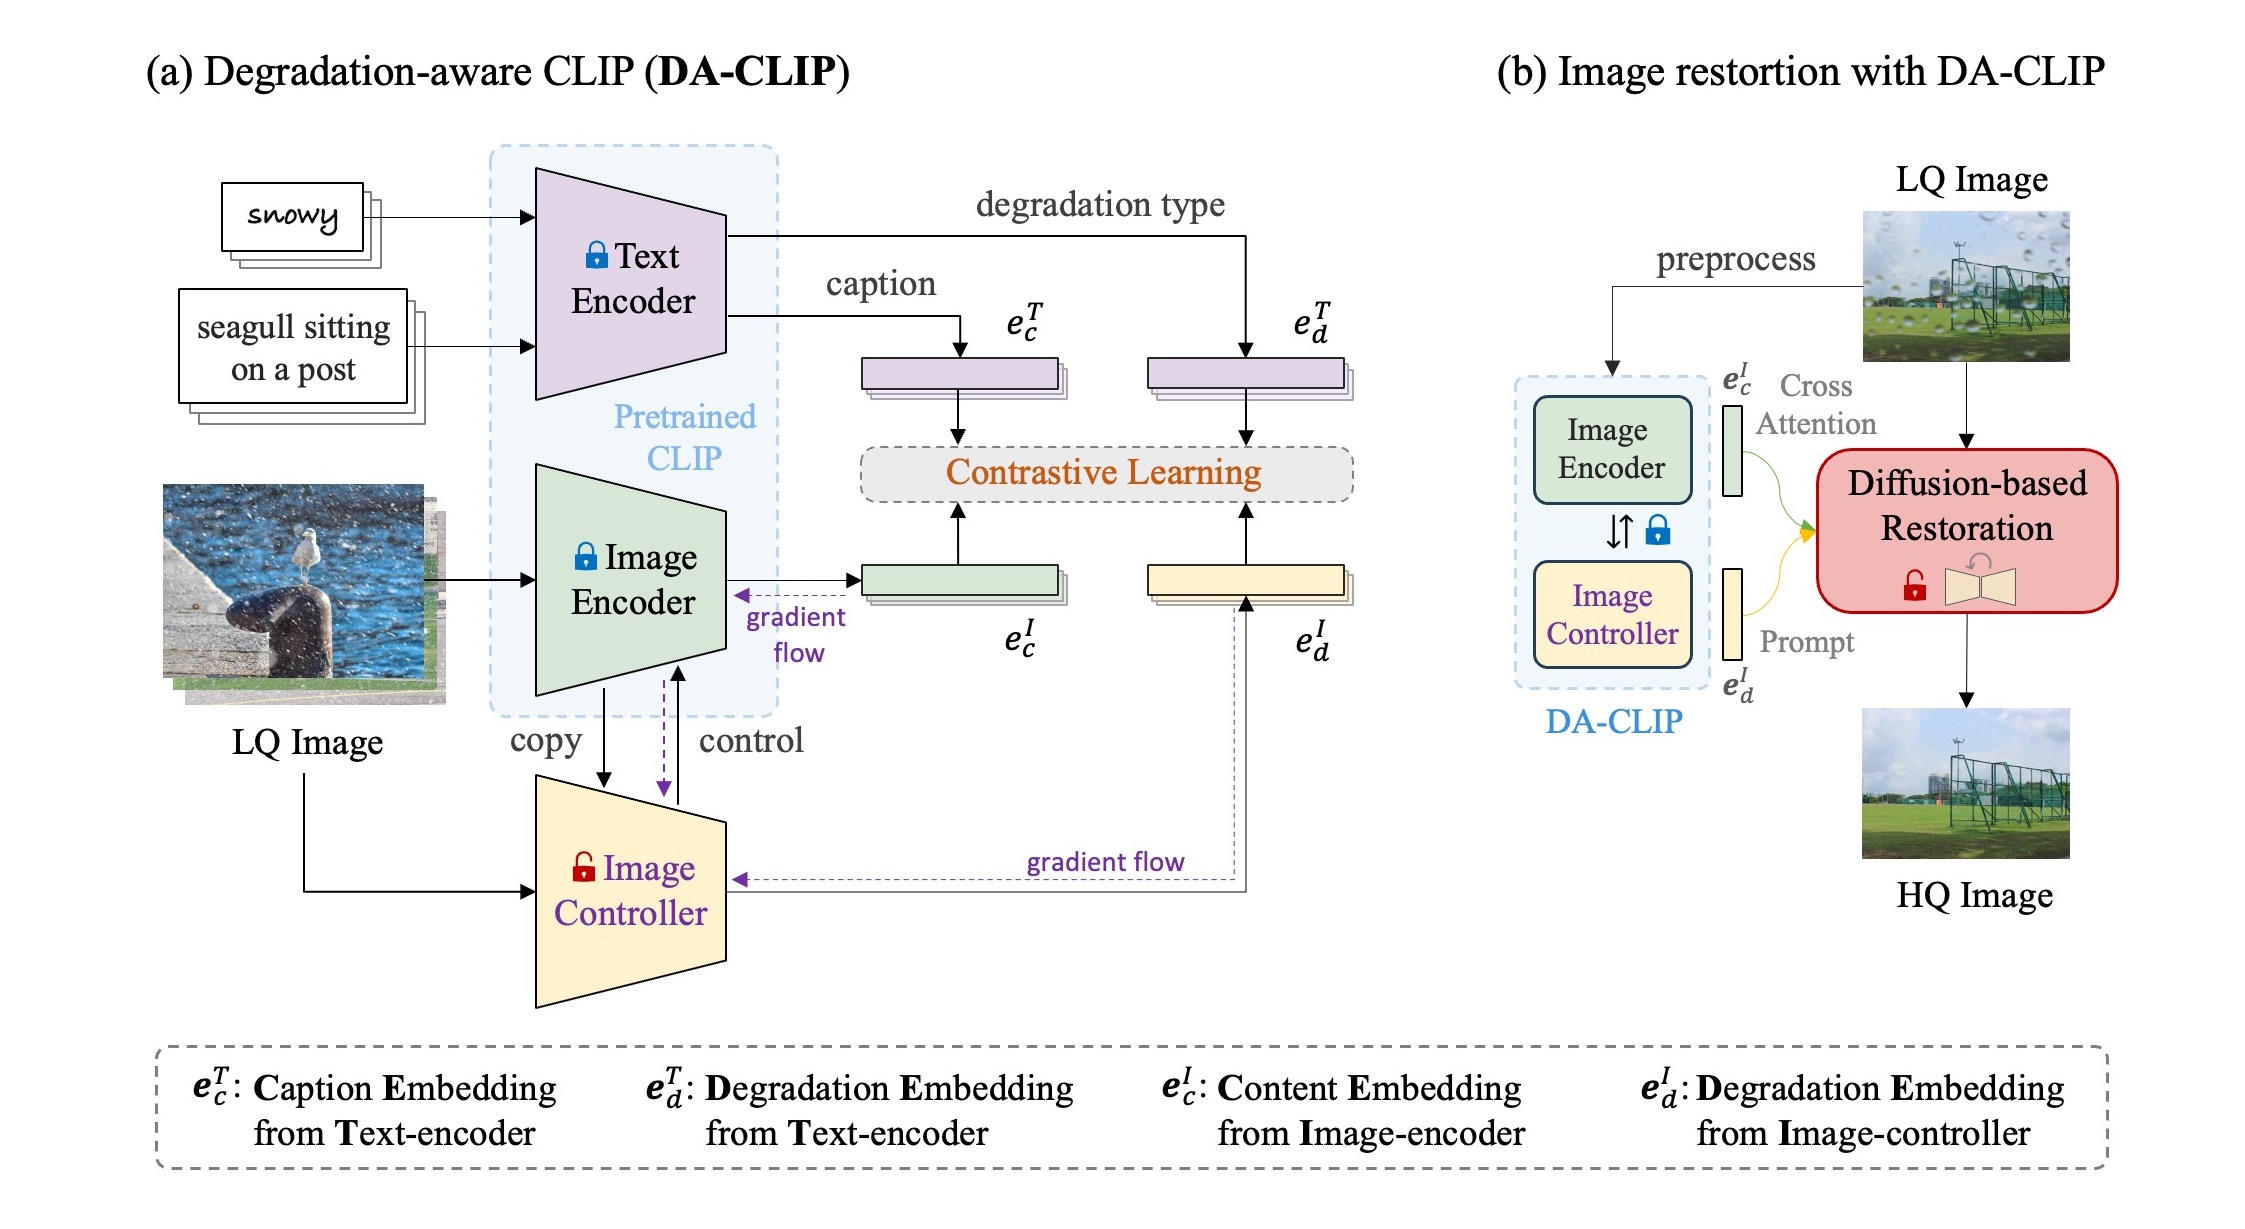 (a) Degradation-aware CLIP (DA-CLIP)
snowy
seagull sitting
on a post
LQ Image
Text
Encoder
Pretrained
CLIP
Image
Encoder
copy
control
Image
Controller
degradation type
caption
e_c^T
e_d^T
Contrastive Learning
gradient
flow
e_c^I
e_d^I
gradient flow
(b) Image restortion with DA-CLIP
LQ Image
preprocess
e_c^I
Cross
Attention
Image
Encoder
Image
Controller
Diffusion-based
Restoration
Prompt
e_d^I
DA-CLIP
HQ Image
e_c^T: Caption Embedding
from Text-encoder
e_d^T: Degradation Embedding
from Text-encoder
e_c^I: Content Embedding
from Image-encoder
e_d^I: Degradation Embedding
from Image-controller